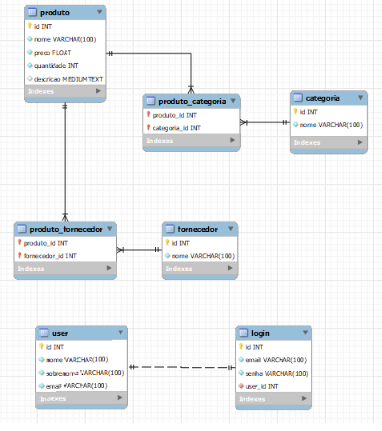 produto
id INT
nome VARCHAR(100)
preco FLOAT
quantidade INT
descricao MEDIUMTEXT
Indexes
produto_categoria
produto_id INT
categoria_id INT
Indexes
categoria
id INT
nome VARCHAR(100)
Indexes
produto_fornecedor
produto_id INT
fornecedor_id INT
Indexes
fornecedor
id INT
nome VARCHAR(100)
Indexes
user
id INT
nome VARCHAR(100)
sobrenome VARCHAR(100)
email VARCHAR(100)
Indexes
login
id INT
email VARCHAR(100)
senha VARCHAR(100)
user_id INT
Indexes